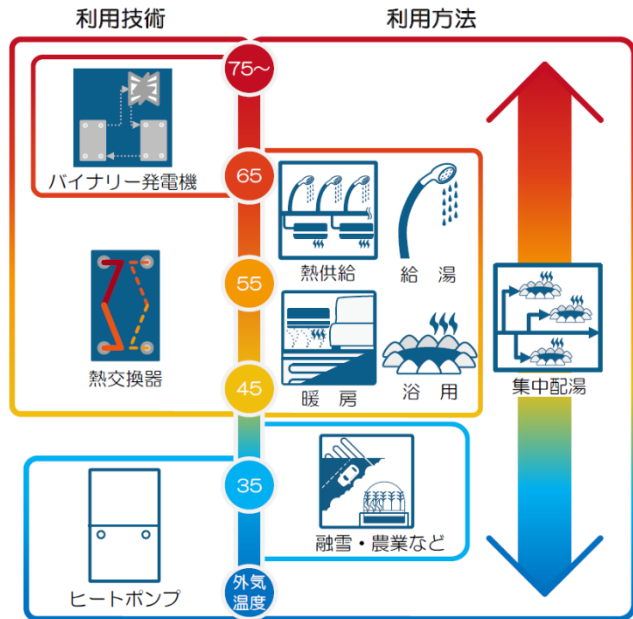 利用技術
利用方法
75〜
バイナリー発電機
65
熱供給
給湯
55
熱交換器
暖房
浴用
集中配湯
45
35
融雪・農業など
ヒートポンプ
外気
温度